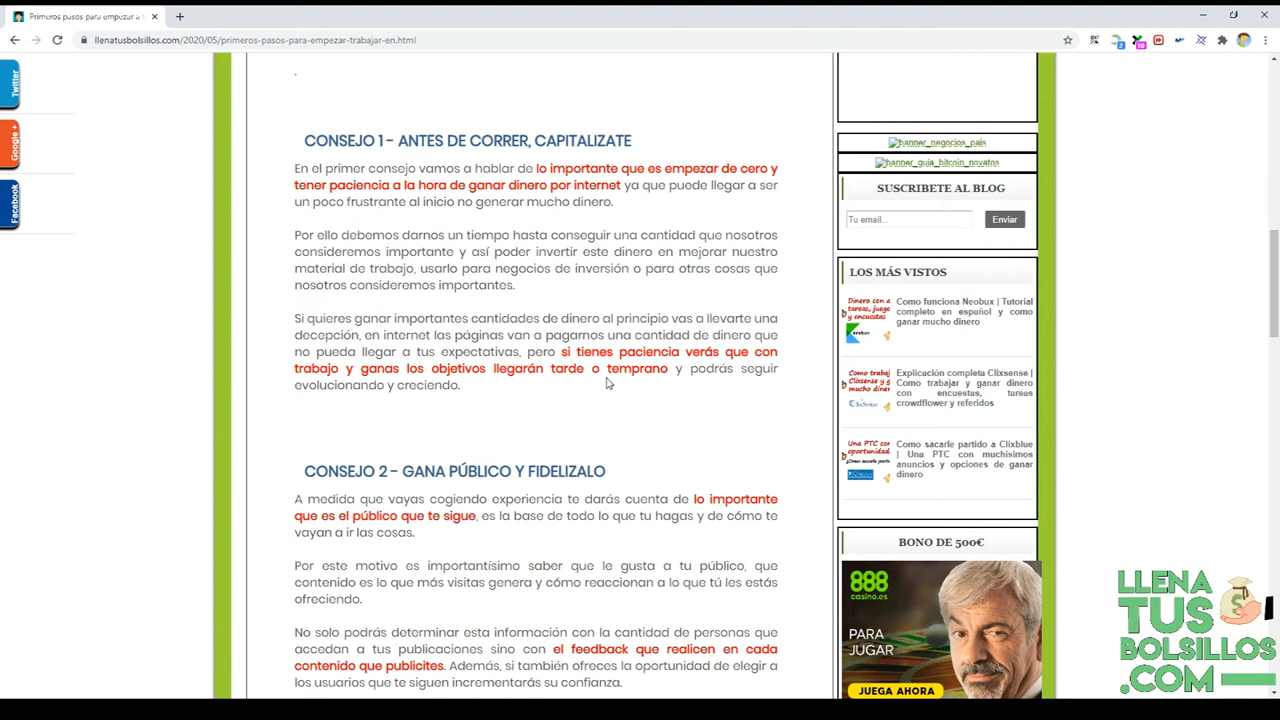 Primeros pasos para empezar a t
llenatusbolsillos.com/2020/05/primeros-pasos-para-empezar-trabajar-en.html
Twitter
Google +
Facebook
CONSEJO 1 - ANTES DE CORRER, CAPITALIZATE
En el primer consejo vamos a hablar de lo importante que es empezar de cero y
tener paciencia a la hora de ganar dinero por internet ya que puede llegar a ser
un poco frustrante al inicio no generar mucho dinero.
Por ello debemos darnos un tiempo hasta conseguir una cantidad que nosotros
consideremos importante y así poder invertir este dinero en mejorar nuestro
material de trabajo, usarlo para negocios de inversión o para otras cosas que
nosotros consideremos importantes.
Si quieres ganar importantes cantidades de dinero al principio vas a llevarte una
decepción, en internet las páginas van a pagarnos una cantidad de dinero que
no pueda llegar a tus expectativas, pero si tienes paciencia verás que con
trabajo y ganas los objetivos llegarán tarde o temprano y podrás seguir
evolucionando y creciendo.
CONSEJO 2 - GANA PÚBLICO Y FIDELIZALO
A medida que vayas cogiendo experiencia te darás cuenta de lo importante
que es el público que te sigue, es la base de todo lo que tu hagas y de cómo te
vayan a ir las cosas.
Por este motivo es importantísimo saber que le gusta a tu público, que
contenido es lo que más visitas genera y cómo reaccionan a lo que tú les estás
ofreciendo.
No solo podrás determinar esta información con la cantidad de personas que
accedan a tus publicaciones sino con el feedback que realicen en cada
contenido que publicites. Además, si también ofreces la oportunidad de elegir a
los usuarios que te siguen incrementarás su confianza.
banner_negocios_pais
banner_guia_bitcoin_novatos
SUSCRIBETE AL BLOG
Tu email...
Enviar
LOS MÁS VISTOS
Dinero con a
tareas, jueg
y encuestas
neobux
Como funciona Neobux | Tutorial
completo en español y como
ganar mucho dinero
Como trabaj
Clixsense y g
mucho diner
ClixSense
Explicación completa Clixsense |
Como trabajar y ganar dinero
con encuestas, tareas
crowdflower y referidos
Una PTC cor
oportunidad
Como sacarle partido a Clixblue
| Una PTC con muchisimos
anuncios y opciones de ganar
dinero
BONO DE 500€
888
casino.es
PARA
JUGAR
JUEGA AHORA
LLENA
TUS
BOLSILLOS
.COM